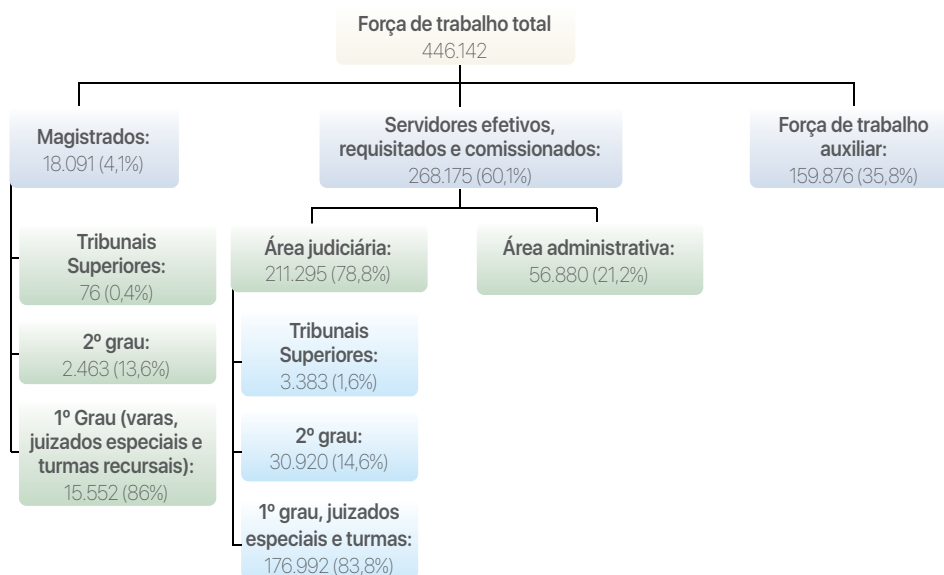 Força de trabalho total
446.142
Magistrados:
18.091 (4,1%)
Servidores efetivos,
requisitados e comissionados:
268.175 (60,1%)
Força de trabalho
auxiliar:
159.876 (35,8%)
Tribunais
Superiores:
76 (0,4%)
2º grau:
2.463 (13,6%)
1º Grau (varas,
juizados especiais e
turmas recursais):
15.552 (86%)
Área judiciária:
211.295 (78,8%)
Área administrativa:
56.880 (21,2%)
Tribunais
Superiores:
3.383 (1,6%)
2º grau:
30.920 (14,6%)
1º grau, juizados
especiais e turmas:
176.992 (83,8%)